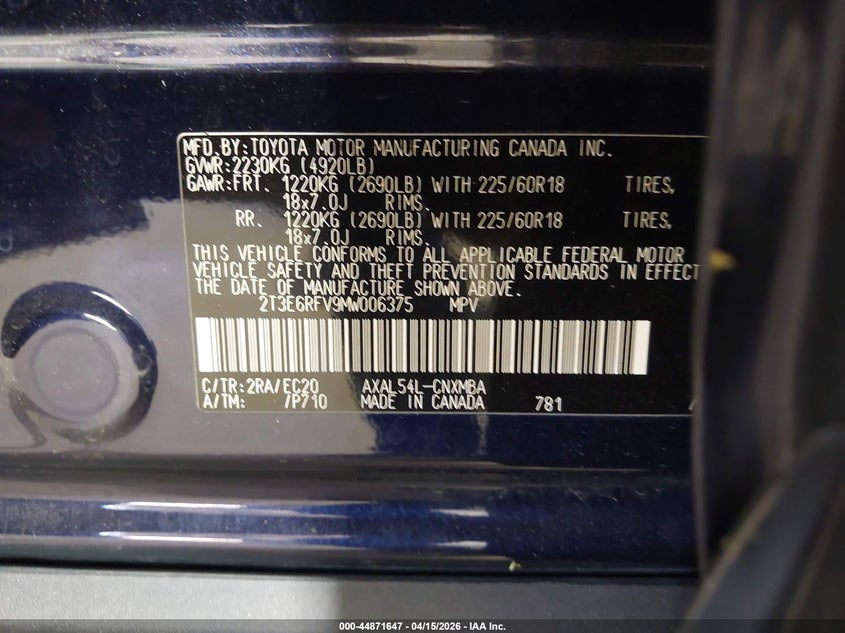 MFD.BY:TOYOTA MOTOR MANUFACTURING CANADA INC.
GVWR:2230KG (4920LB)
GAWR:FRT. 1220KG (2690LB) WITH 225/60R18 TIRES,
18x7.0J RIMS.
RR. 1220KG (2690LB) WITH 225/60R18 TIRES,
18x7.0J RIMS.
THIS VEHICLE CONFORMS TO ALL APPLICABLE FEDERAL MOTOR
VEHICLE SAFETY AND THEFT PREVENTION STANDARDS IN EFFECT
THE DATE OF MANUFACTURE SHOWN ABOVE.
2T3E6RFV9MW006375 MPV
C/TR:2RA/EC20 AXAL54L-CNXMBA
A/TM: /P710 MADE IN CANADA 781
000-44871647 - 04/15/2026 - IAA Inc.